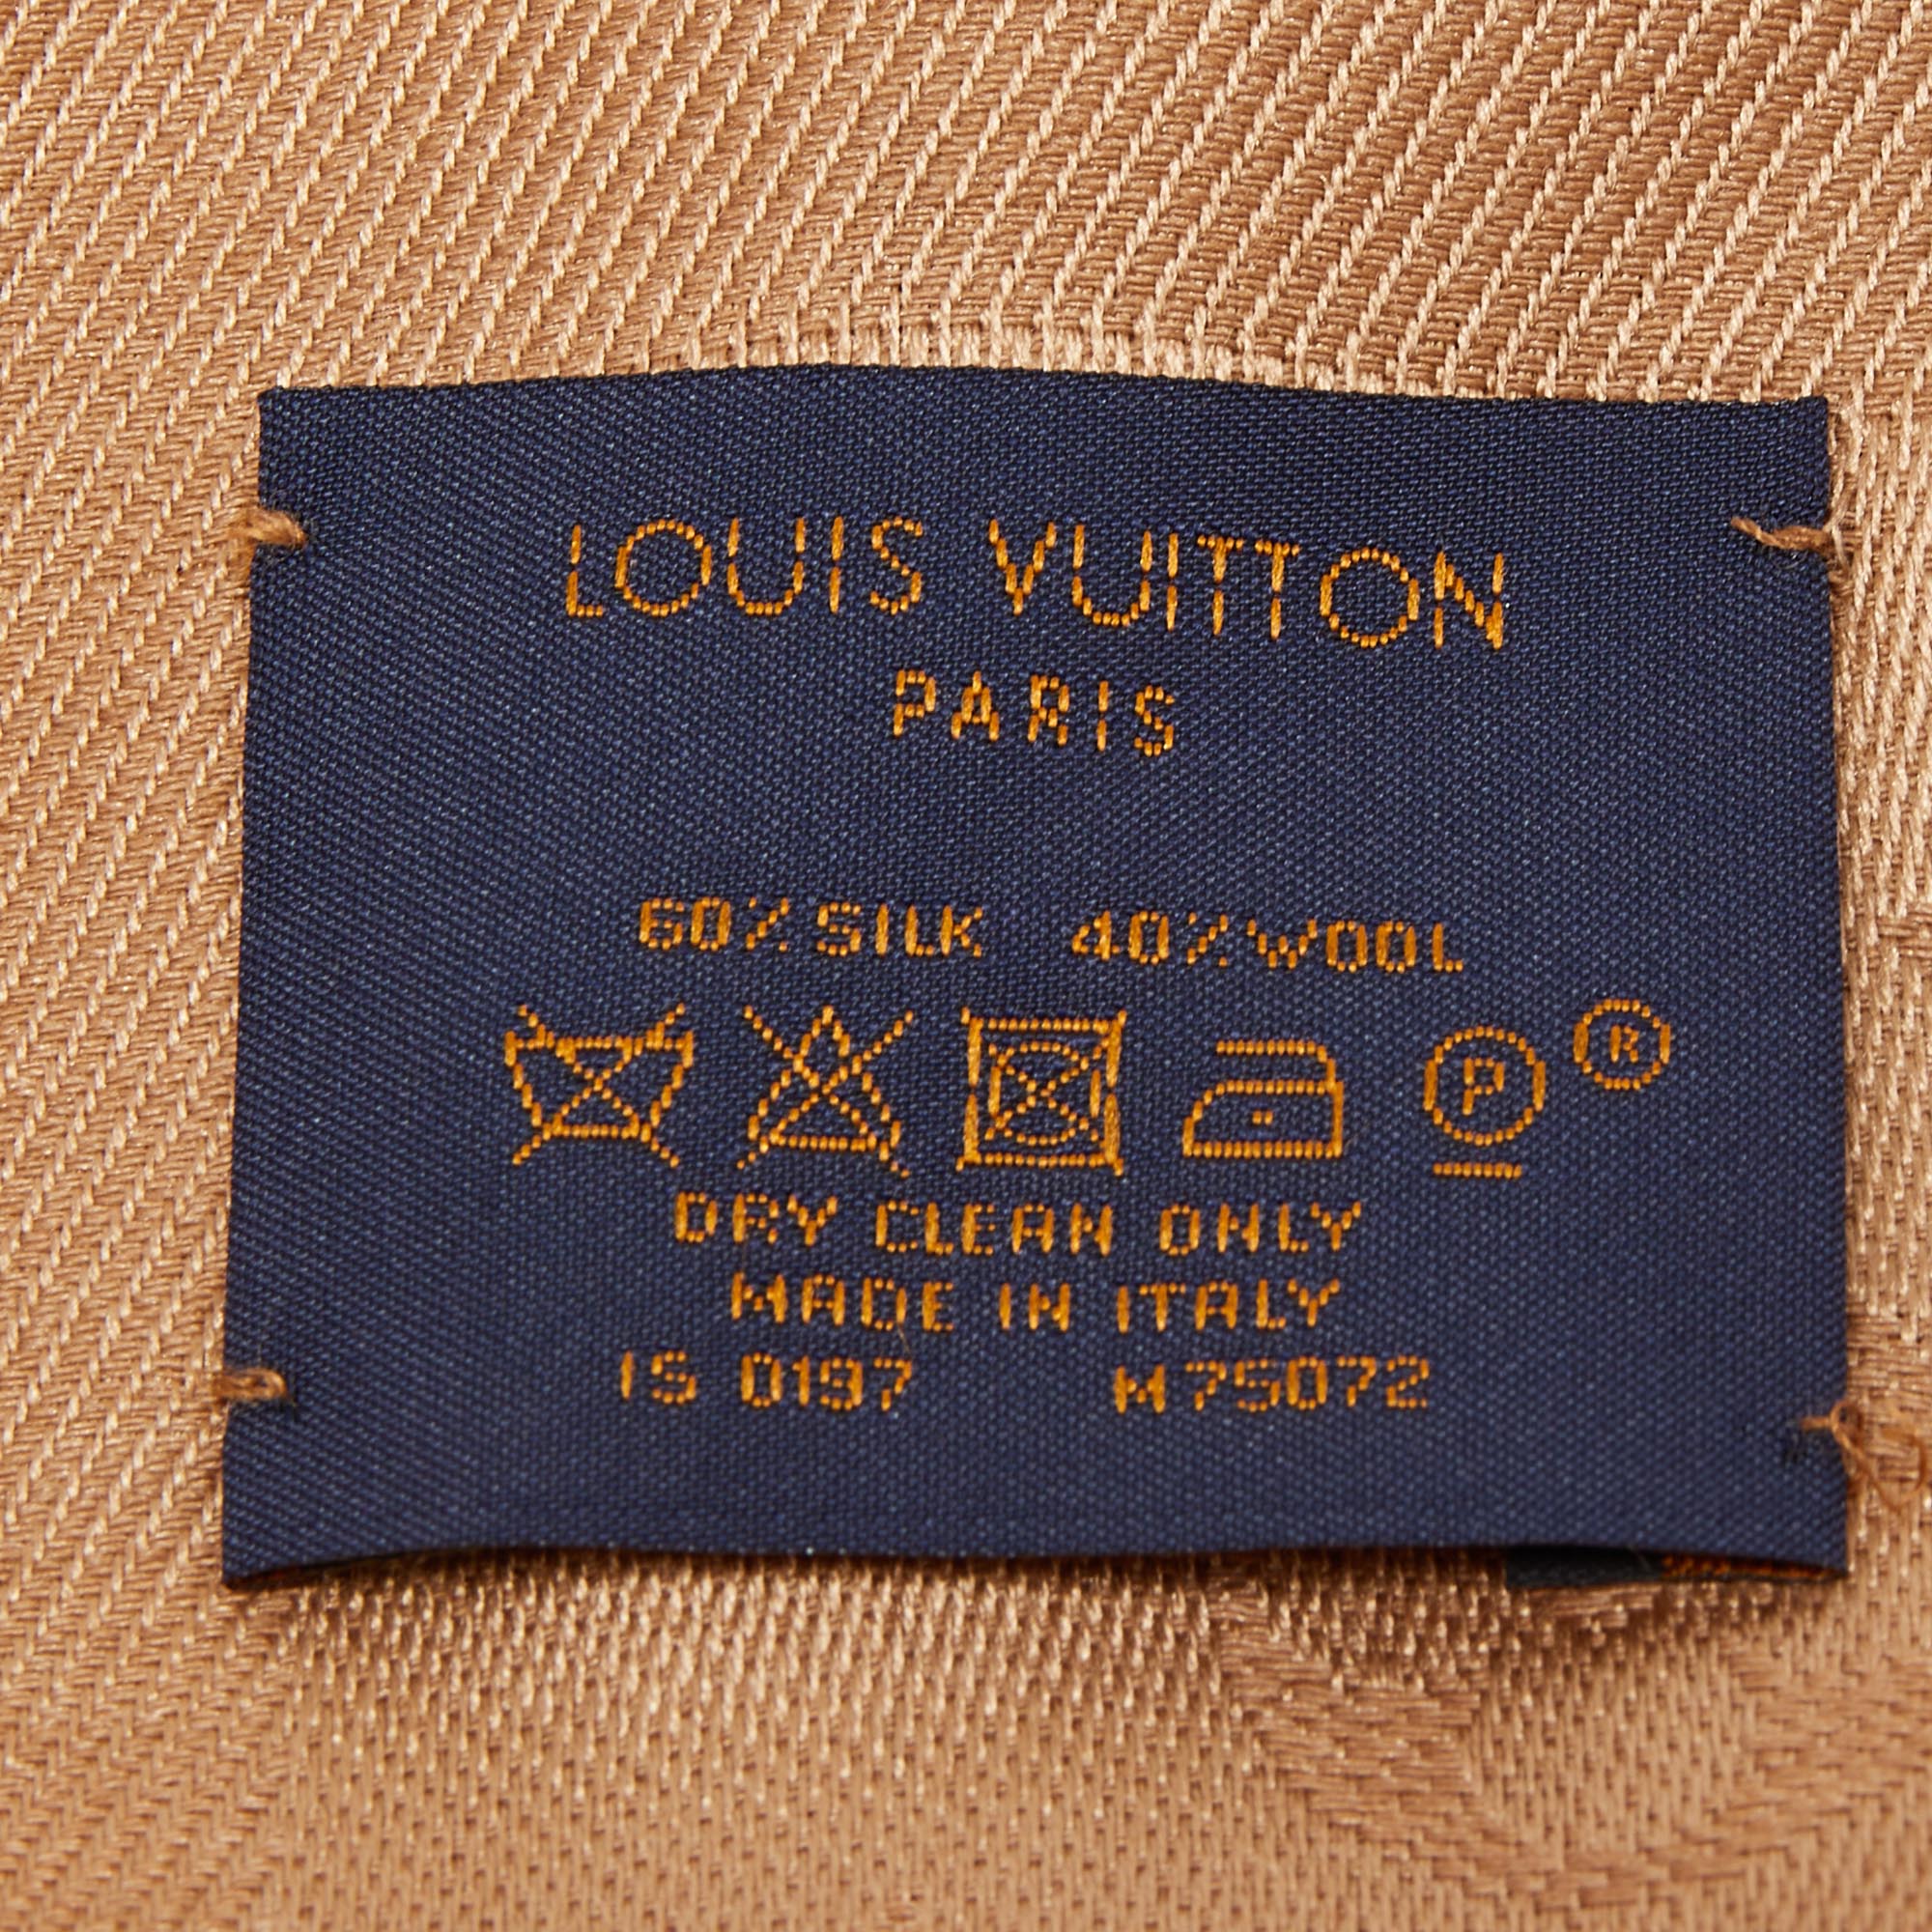 LOUIS VUITTON
PARIS
60% SILK 40% WOOL
P ®
DRY CLEAN ONLY
MADE IN ITALY
IS 0197 M75072